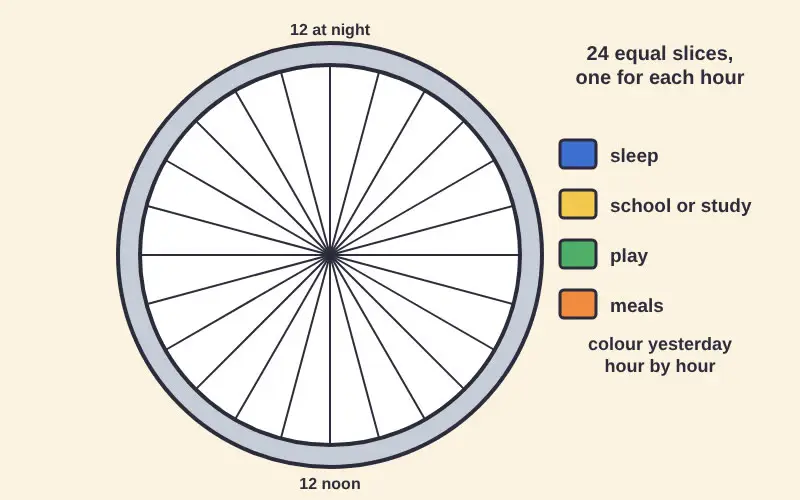 12 at night
24 equal slices,
one for each hour
sleep
school or study
play
meals
colour yesterday
hour by hour
12 noon